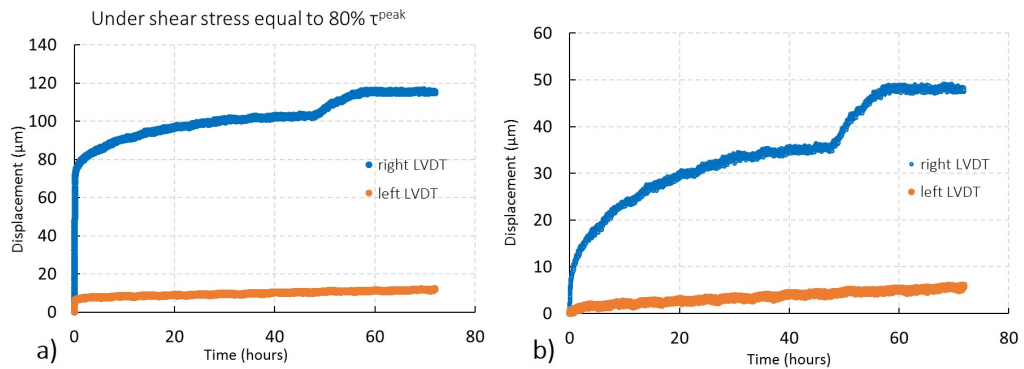 Under shear stress equal to 80% τpeak
140
120
100
80
60
40
20
0
Displacement (μm)
right LVDT
left LVDT
0 20 40 60 80
Time (hours)
a)
60
50
40
30
20
10
0
Displacement (μm)
right LVDT
left LVDT
0 20 40 60 80
Time (hours)
b)